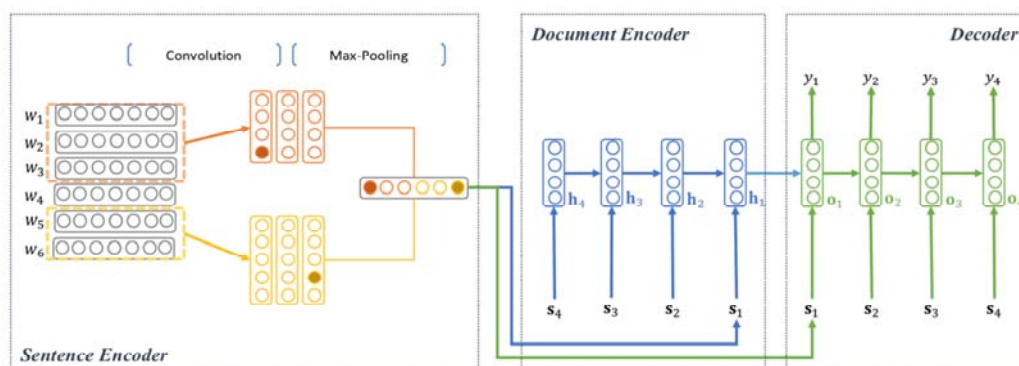 Document Encoder
Decoder
Convolution
Max-Pooling
y₁ y₂ y₃ y₄
w₁
w₂
w₃
w₄
w₅
w₆
h₄ h₃ h₂ h₁ o₁ o₂ o₃
s₄ s₃ s₂ s₁ s₁ s₂ s₃ s₄
Sentence Encoder